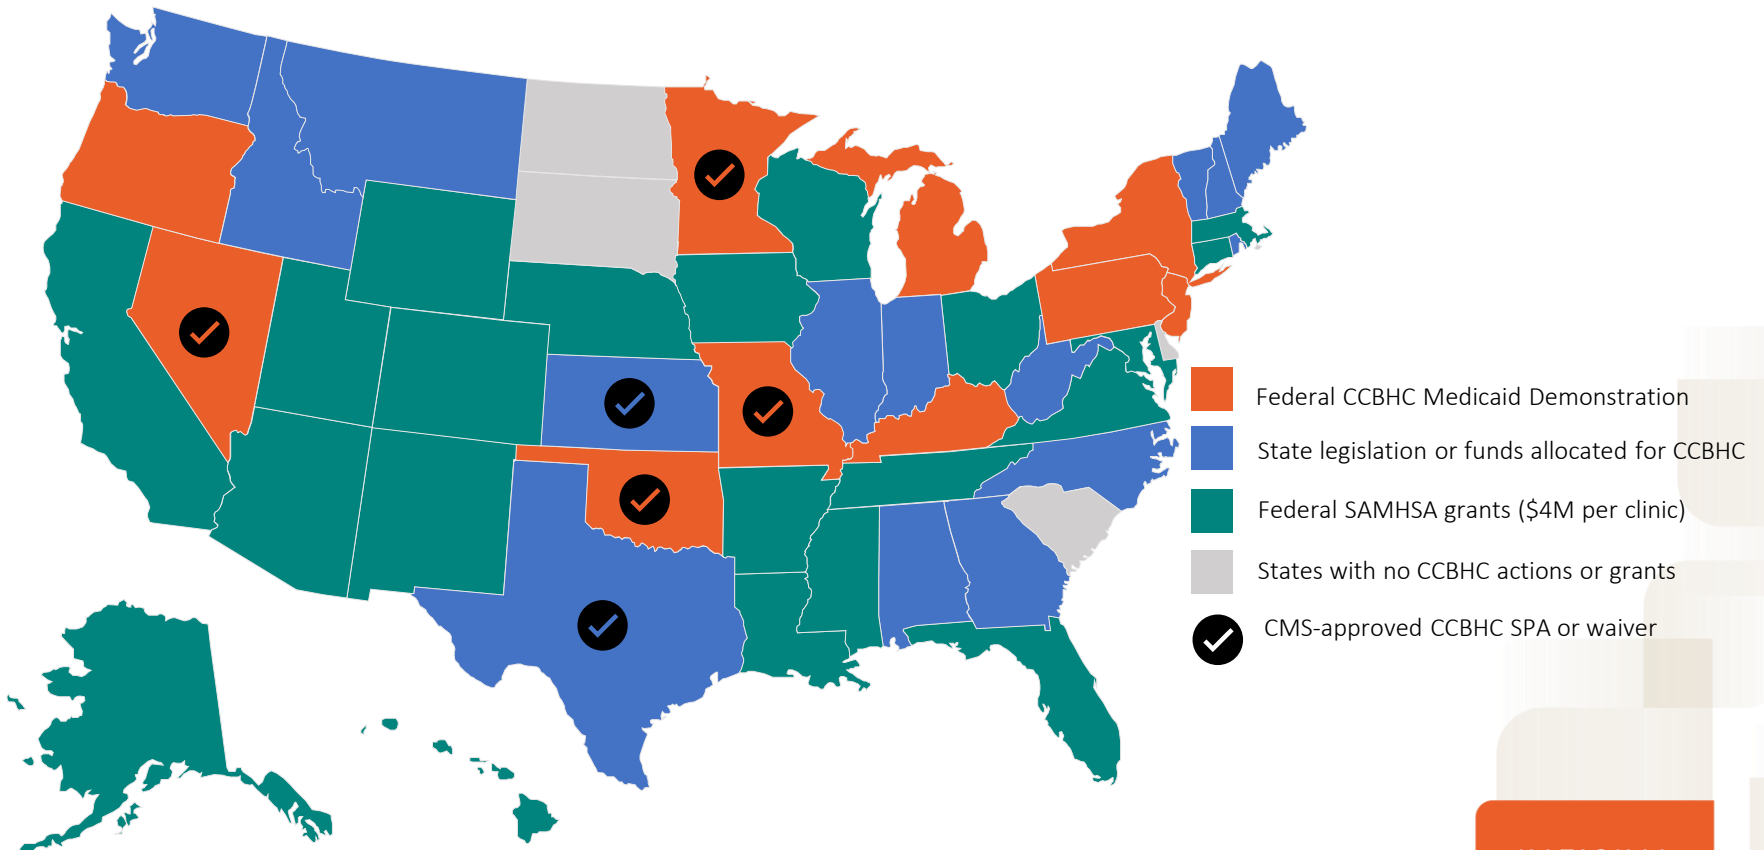 Federal CCBHC Medicaid Demonstration
State legislation or funds allocated for CCBHC
Federal SAMHSA grants ($4M per clinic)
States with no CCBHC actions or grants
CMS-approved CCBHC SPA or waiver